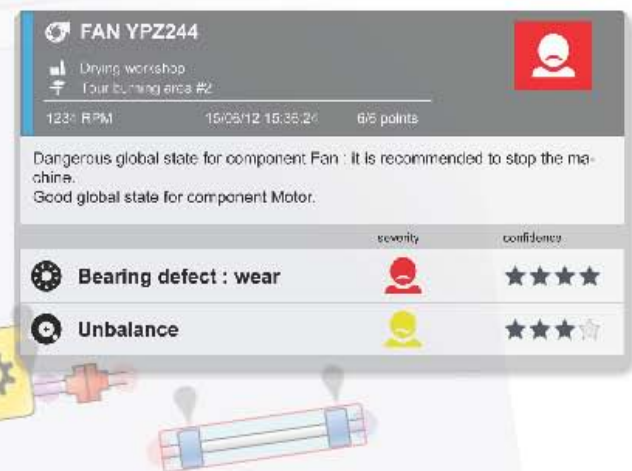 FAN YPZ244
Drying workshop
Tour burning area #2
1234 RPM 15/06/12 15:35:24 6/6 points
Dangerous global state for component Fan : it is recommended to stop the ma-
chine.
Good global state for component Motor.
severity confidence
Bearing defect : wear
Unbalance